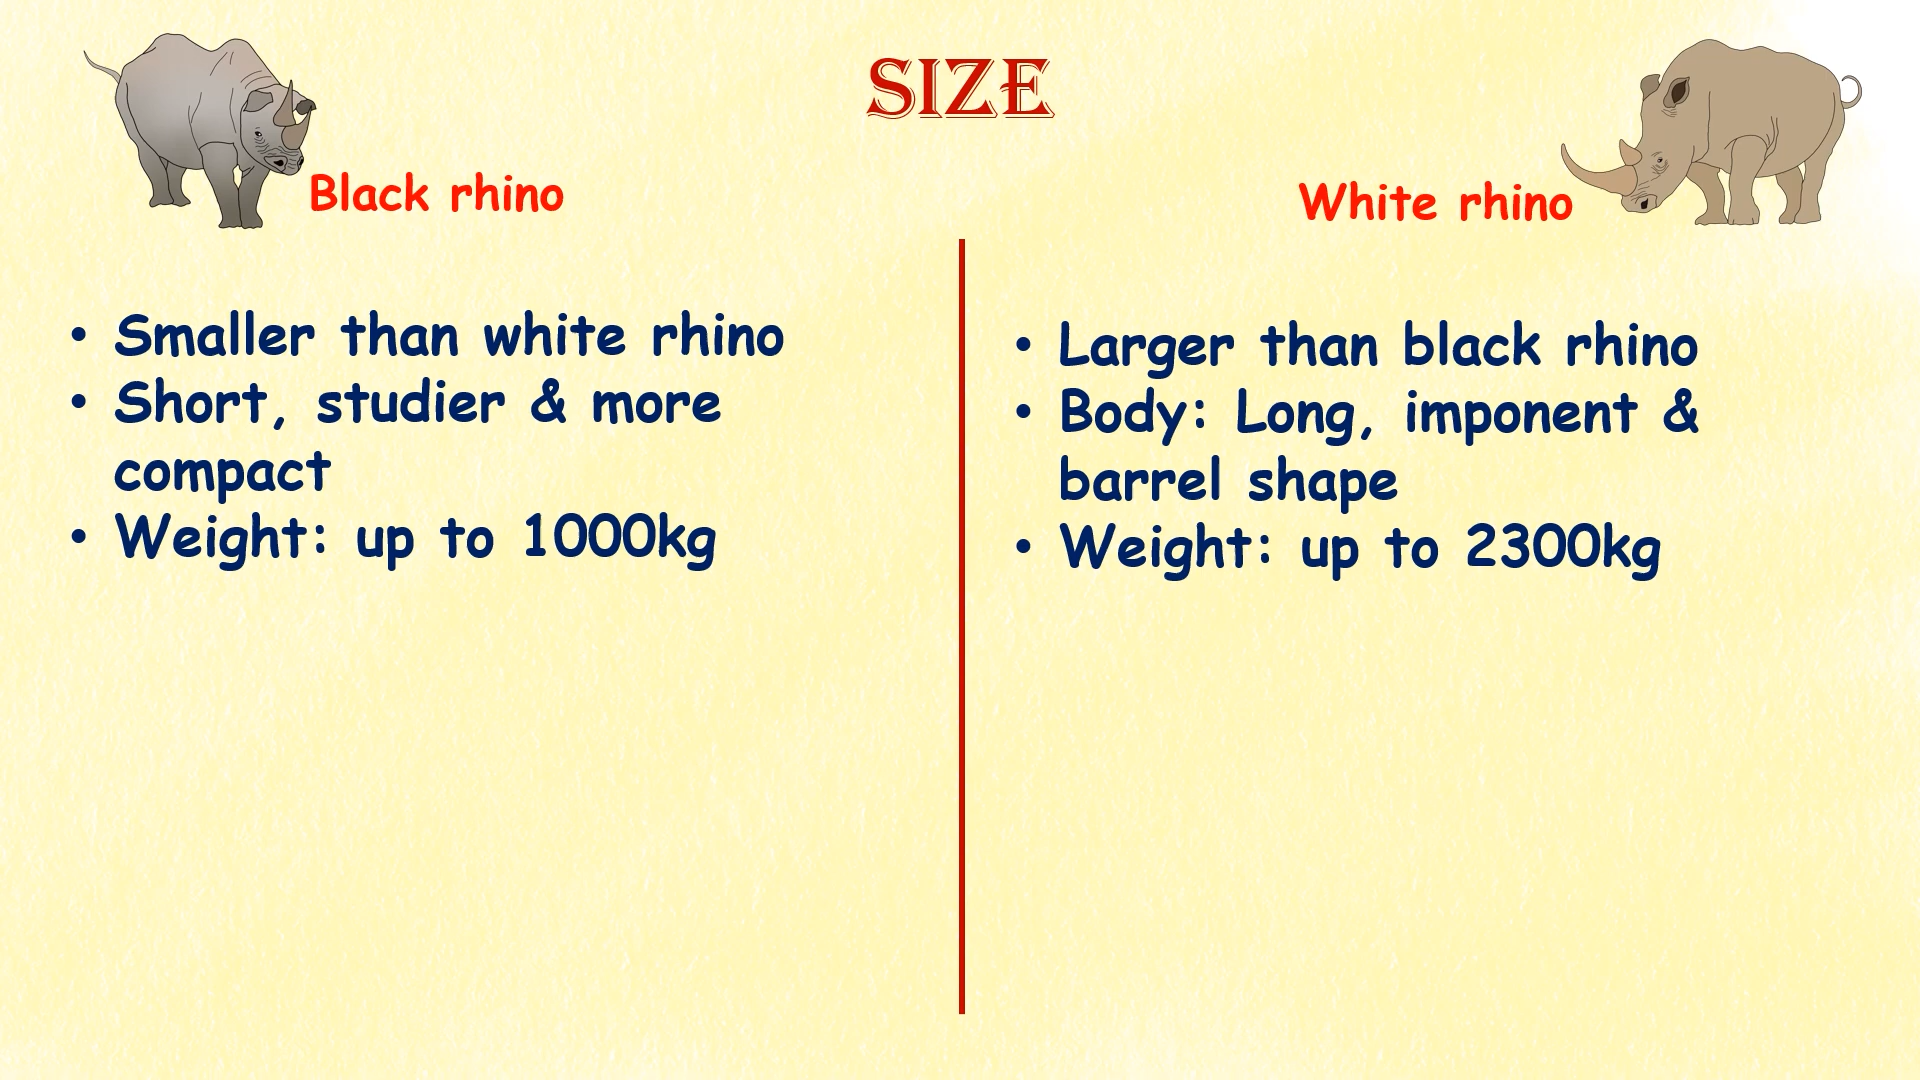 SIZE
Black rhino
White rhino
• Smaller than white rhino
• Short, studier & more
compact
• Weight: up to 1000kg
• Larger than black rhino
• Body: Long, imponent &
barrel shape
• Weight: up to 2300kg